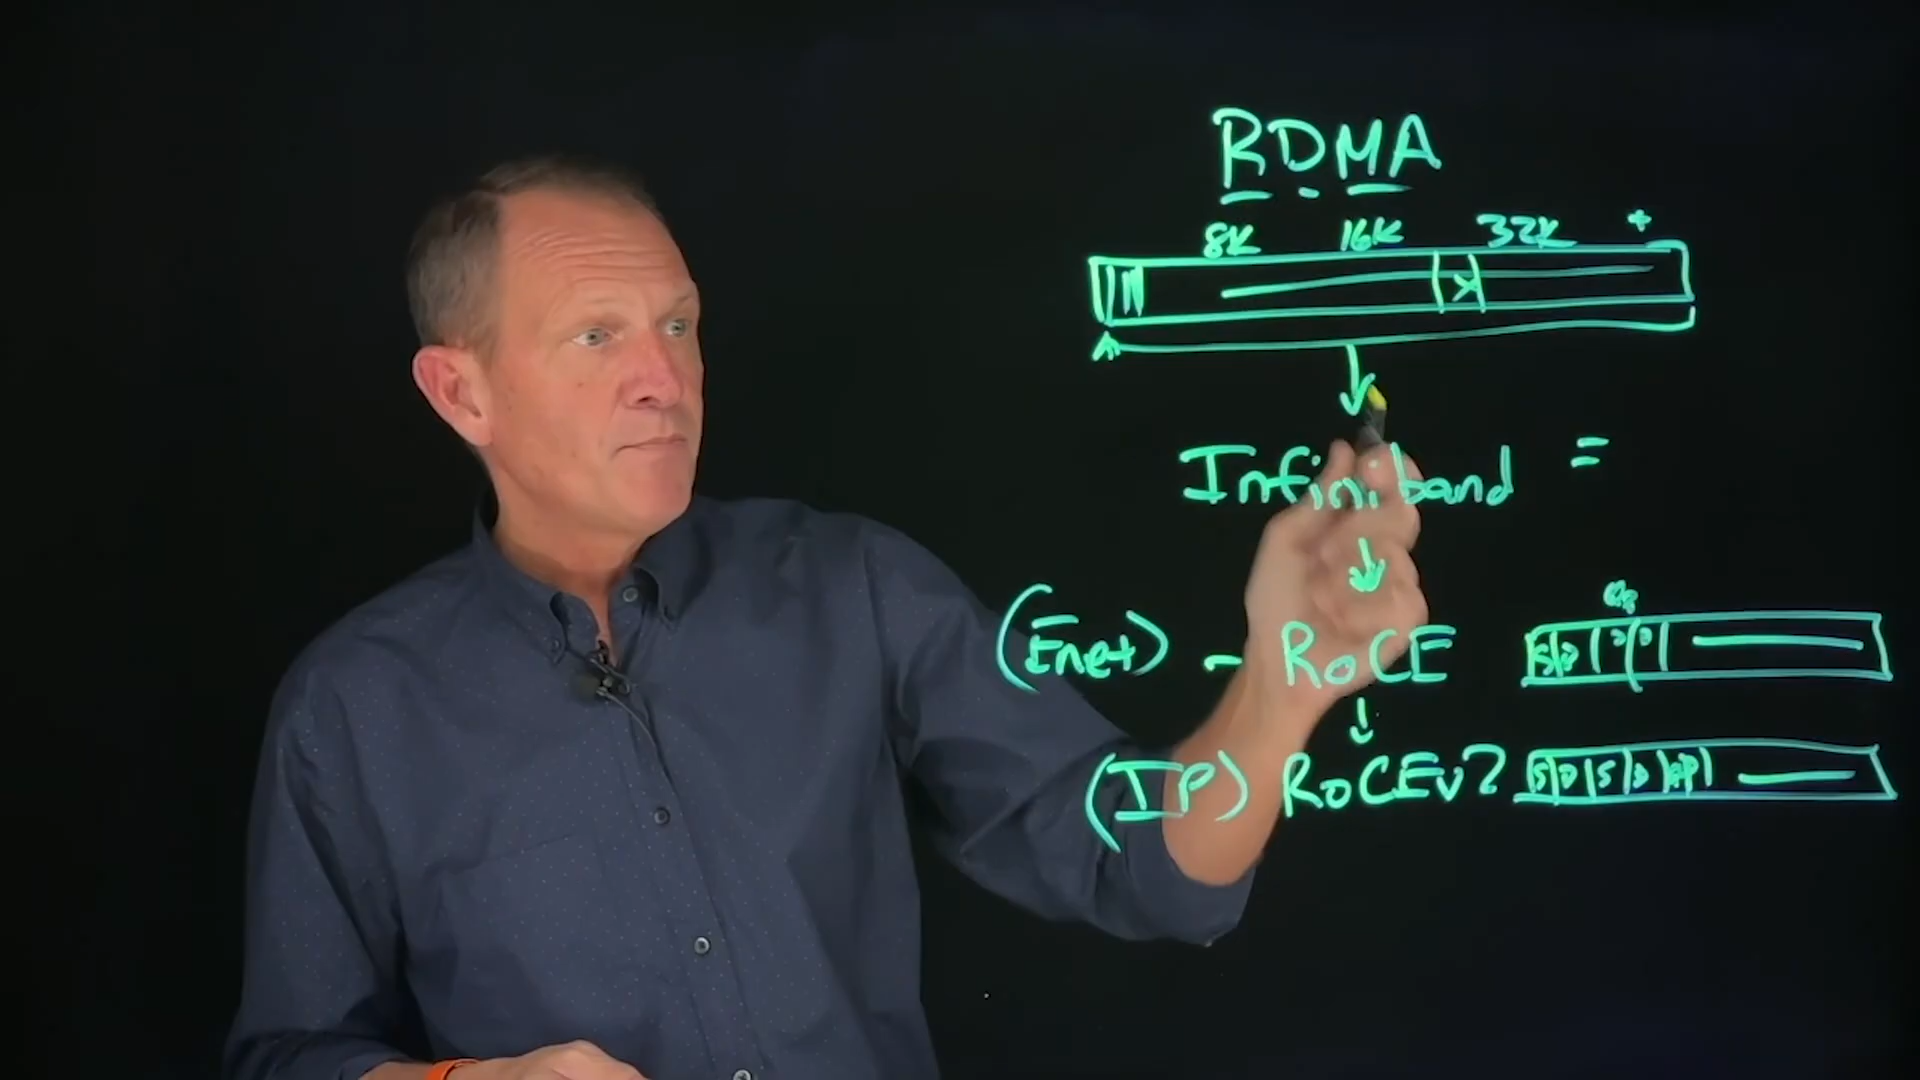 RDMA
8K 16K 32K +
X
Infiniband =
(Enet) - RoCE
S D D D
(IP) RoCEv2
S D S D